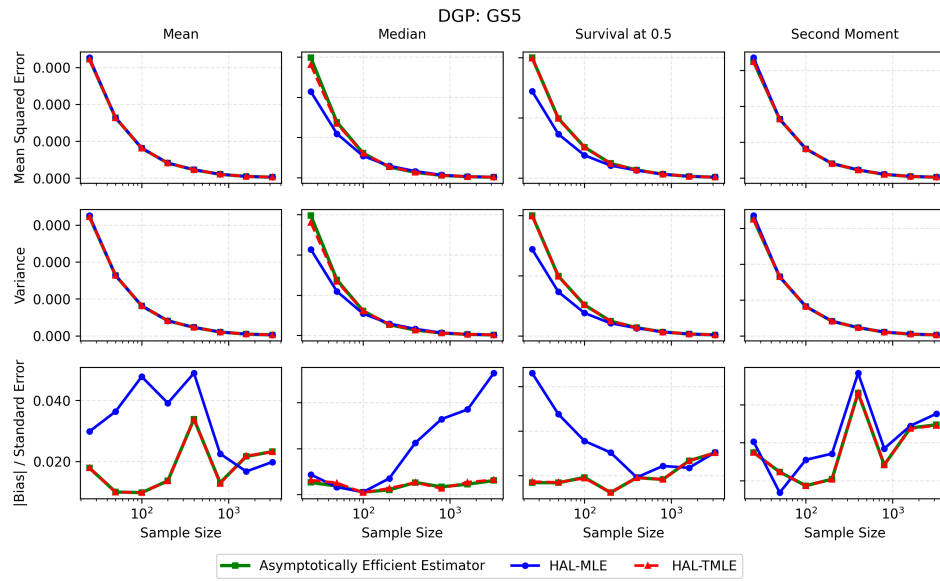 DGP: GS5
Mean
Median
Survival at 0.5
Second Moment
Mean Squared Error
0.000
0.000
0.000
0.000
Variance
0.000
0.000
0.000
0.000
|Bias| / Standard Error
0.040
0.020
10² 10³
10² 10³
10² 10³
10² 10³
Sample Size
Sample Size
Sample Size
Sample Size
Asymptotically Efficient Estimator HAL-MLE HAL-TMLE